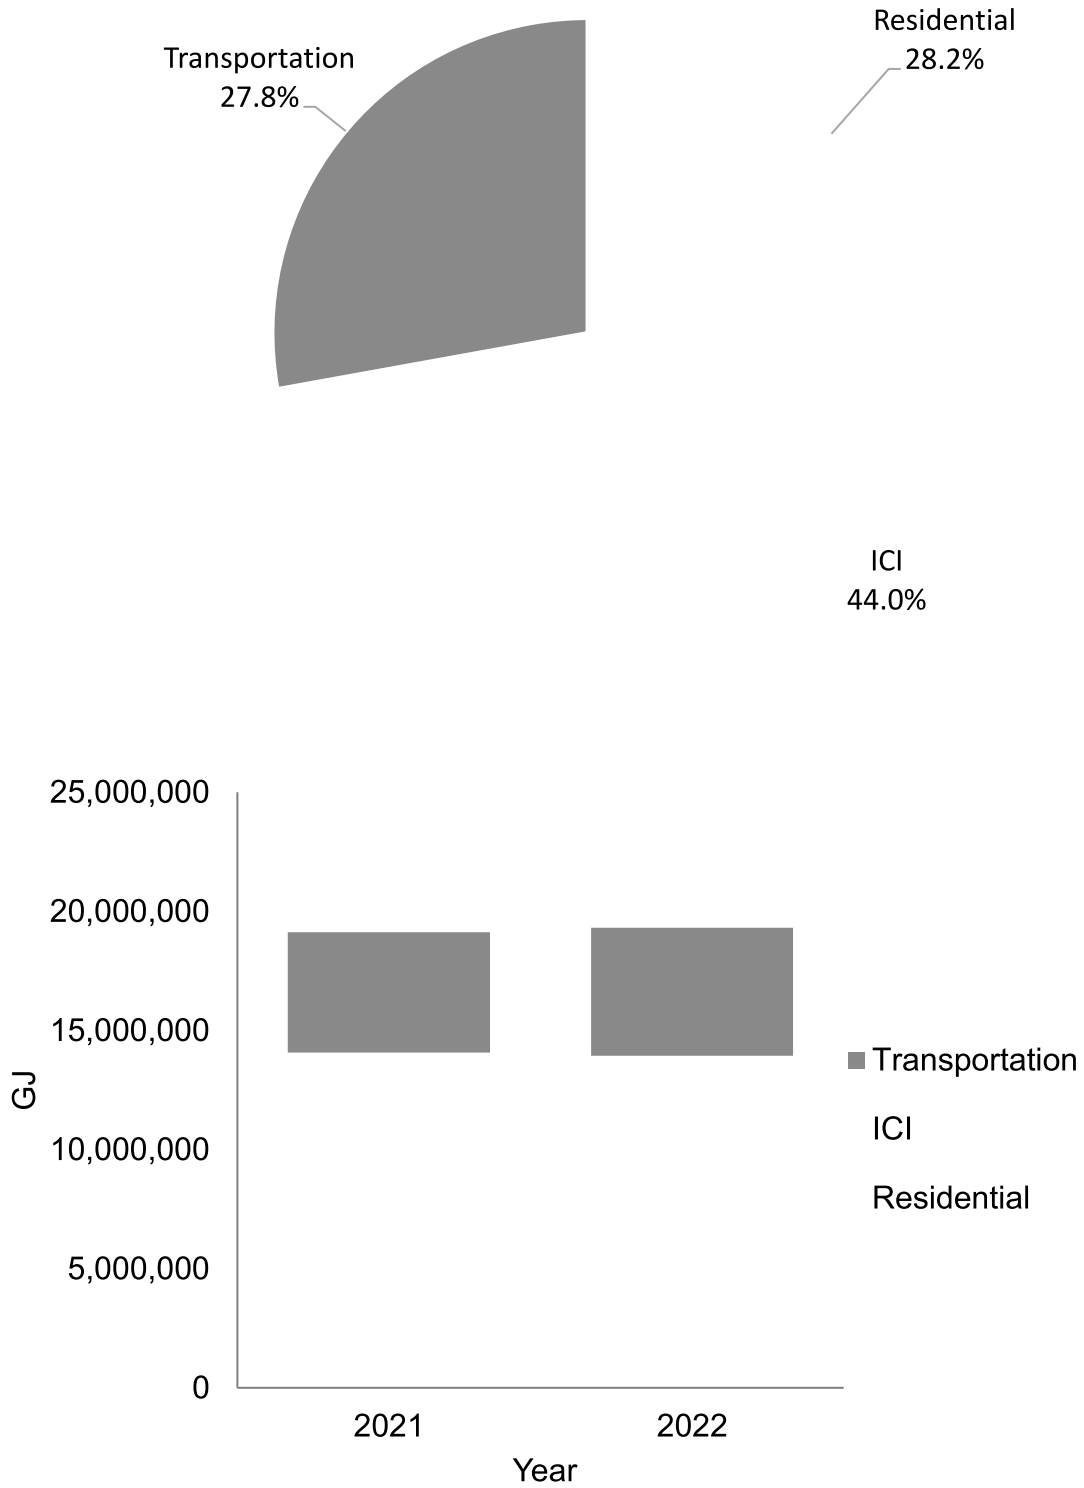 Residential
28.2%
Transportation
27.8%
ICI
44.0%
25,000,000
20,000,000
15,000,000
10,000,000
5,000,000
0
GJ
2021
2022
Year
Transportation
ICI
Residential